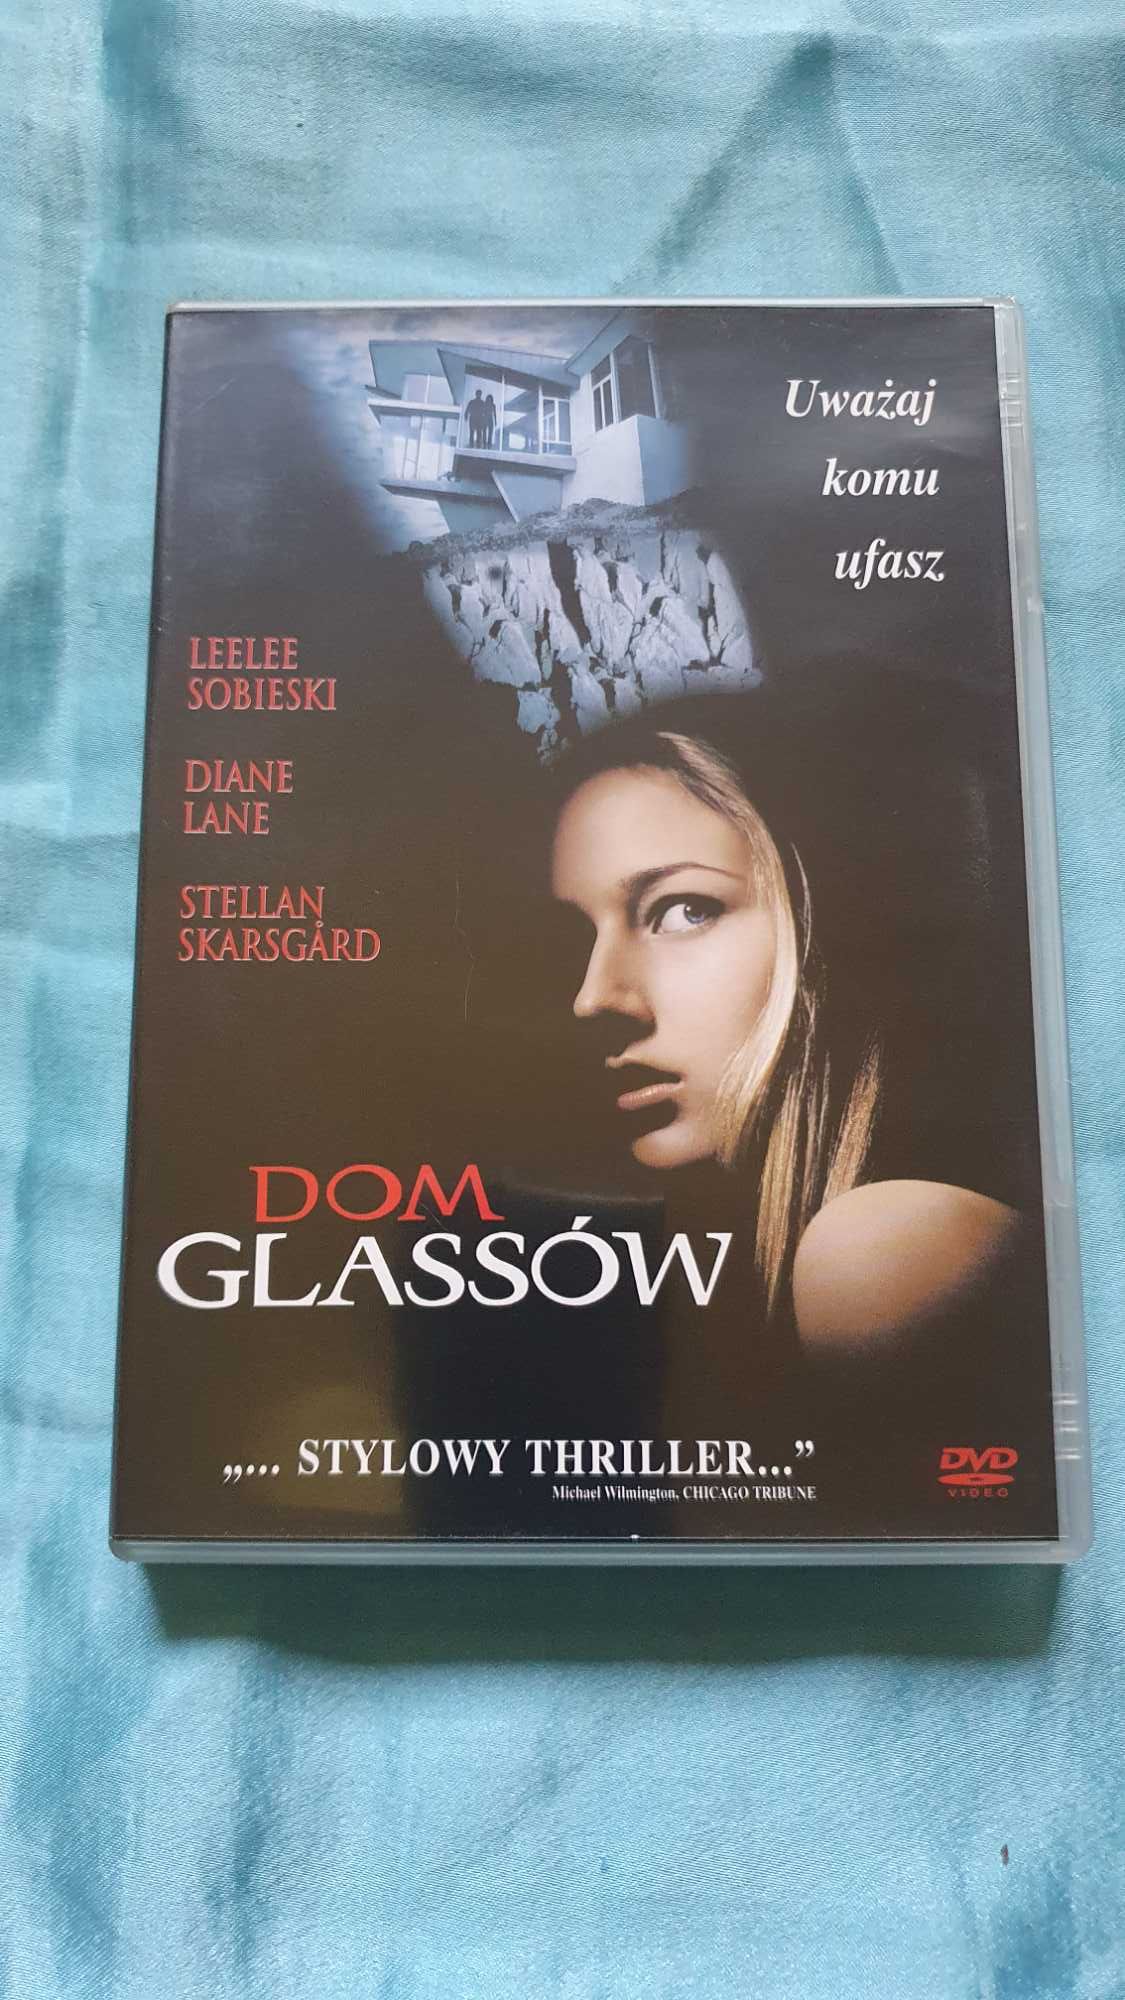 Uważaj
komu
ufasz
LEELEE
SOBIESKI
DIANE
LANE
STELLAN
SKARSGÅRD
DOM
GLASSÓW
„... STYLOWY THRILLER...”
Michael Wilmington, CHICAGO TRIBUNE
DVD
VIDEO